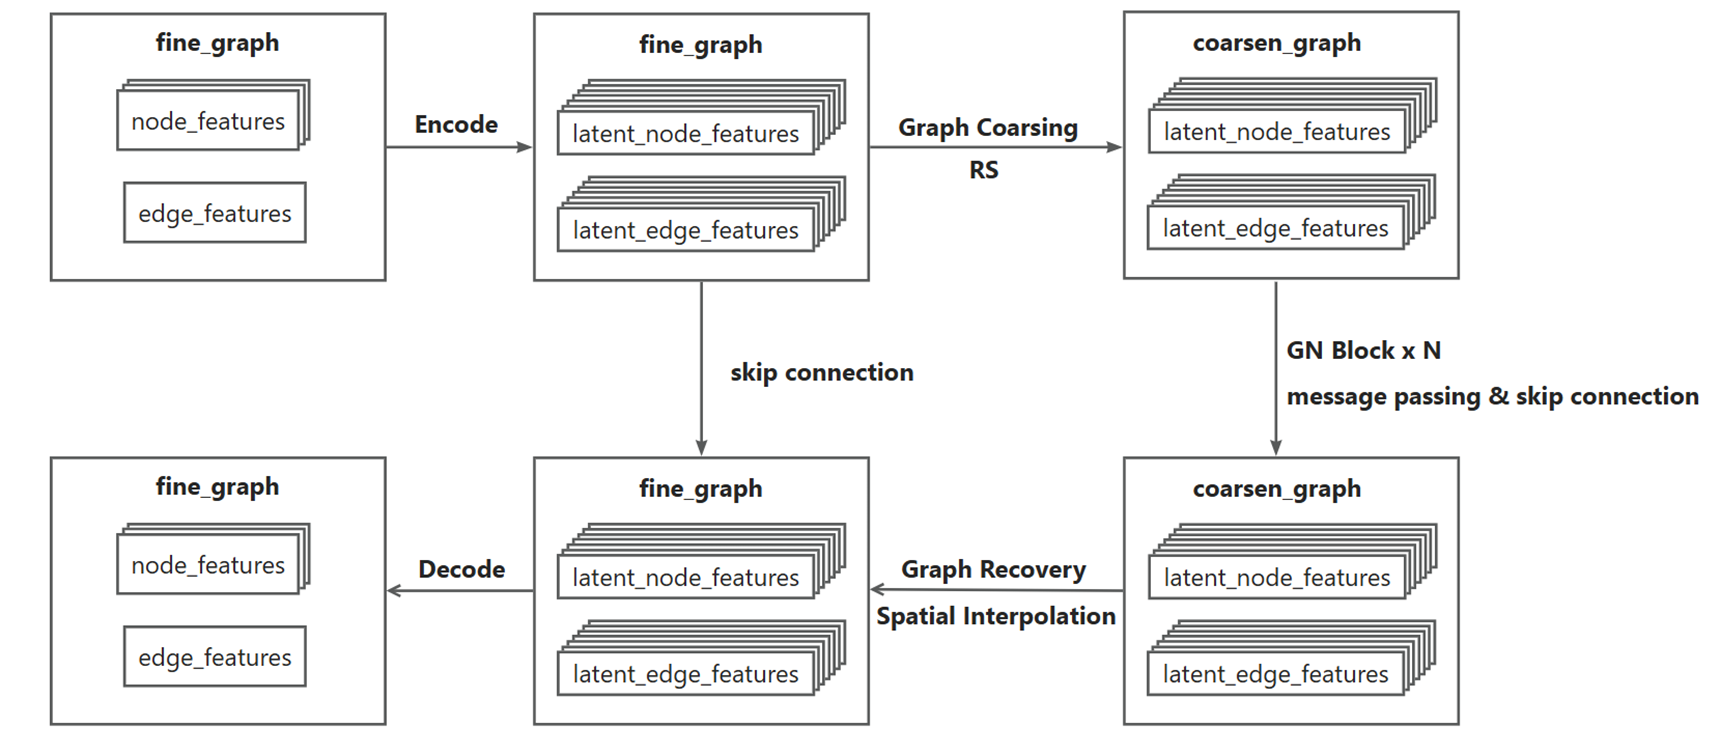 fine_graph
node_features
edge_features
Encode
fine_graph
latent_node_features
latent_edge_features
Graph Coarsing
RS
coarsen_graph
latent_node_features
latent_edge_features
skip connection
GN Block x N
message passing & skip connection
fine_graph
node_features
edge_features
Decode
fine_graph
latent_node_features
latent_edge_features
Graph Recovery
Spatial Interpolation
coarsen_graph
latent_node_features
latent_edge_features